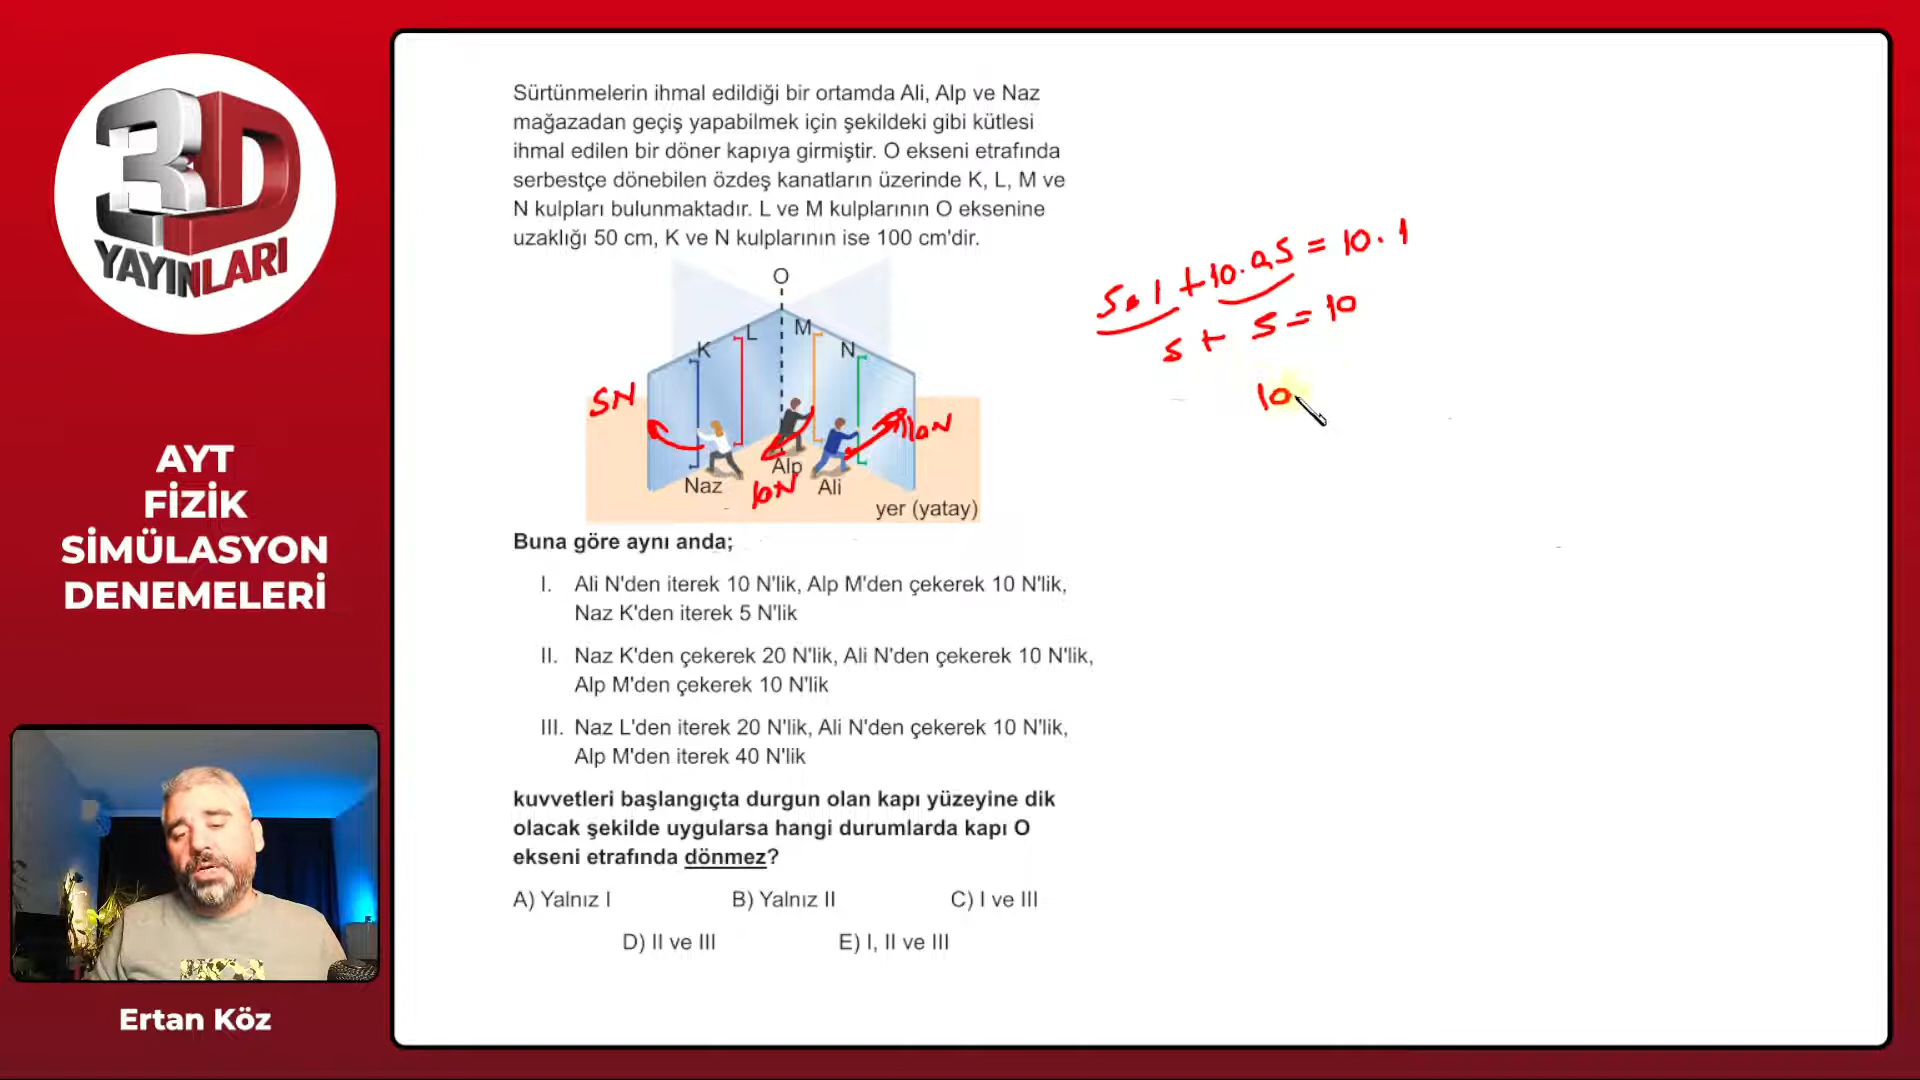 3D
YAYINLARI
AYT
FİZİK
SİMÜLASYON
DENEMELERİ
Ertan Köz
Sürtünmelerin ihmal edildiği bir ortamda Ali, Alp ve Naz
mağazadan geçiş yapabilmek için şekildeki gibi kütlesi
ihmal edilen bir döner kapıya girmiştir. O ekseni etrafında
serbestçe dönebilen özdeş kanatların üzerinde K, L, M ve
N kulpları bulunmaktadır. L ve M kulplarının O eksenine
uzaklığı 50 cm, K ve N kulplarının ise 100 cm'dir.
O
K L M N
5N
10N
10N
Naz
Alp
Ali
yer (yatay)
5.1 + 10.0,5 = 10.1
5 + 5 = 10
10
Buna göre aynı anda;
I. Ali N'den iterek 10 N'lik, Alp M'den çekerek 10 N'lik,
Naz K'den iterek 5 N'lik
II. Naz K'den çekerek 20 N'lik, Ali N'den çekerek 10 N'lik,
Alp M'den çekerek 10 N'lik
III. Naz L'den iterek 20 N'lik, Ali N'den çekerek 10 N'lik,
Alp M'den iterek 40 N'lik
kuvvetleri başlangıçta durgun olan kapı yüzeyine dik
olacak şekilde uygularsa hangi durumlarda kapı O
ekseni etrafında dönmez?
A) Yalnız I B) Yalnız II C) I ve III
D) II ve III E) I, II ve III